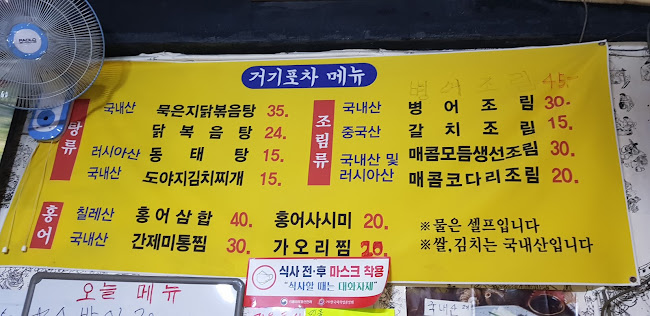 거기포차 메뉴
탕류
국내산 묵은지닭볶음탕 35.
닭복음탕 24.
러시아산 동태탕 15.
국내산 도야지김치찌개 15.
조림류
병어조림 45-
국내산 병어조림 30-
중국산 갈치조림 15.
국내산 및 러시아산 매콤모듬생선조림 30.
매콤코다리조림 20.
홍어
칠레산 홍어삼합 40. 홍어사시미 20.
국내산 간제미통찜 30. 가오리찜 20.
※물은 셀프입니다
※쌀,김치는 국내산입니다
식사 전·후 마스크 착용
"식사할 때는 대화자제"
오늘 메뉴
국내산